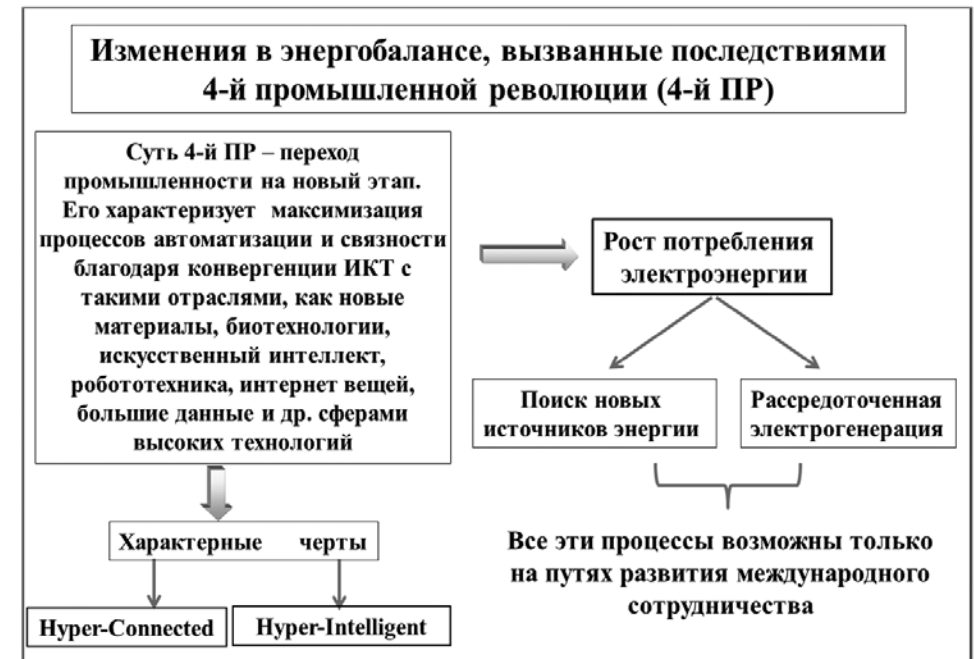 Изменения в энергобалансе, вызванные последствиями
4-й промышленной революции (4-й ПР)
Суть 4-й ПР – переход
промышленности на новый этап.
Его характеризует максимизация
процессов автоматизации и связности
благодаря конвергенции ИКТ с
такими отраслями, как новые
материалы, биотехнологии,
искусственный интеллект,
робототехника, интернет вещей,
большие данные и др. сферами
высоких технологий
Рост потребления
электроэнергии
Поиск новых
источников энергии
Рассредоточенная
электрогенерация
Характерные черты
Hyper-Connected
Hyper-Intelligent
Все эти процессы возможны только
на путях развития международного
сотрудничества